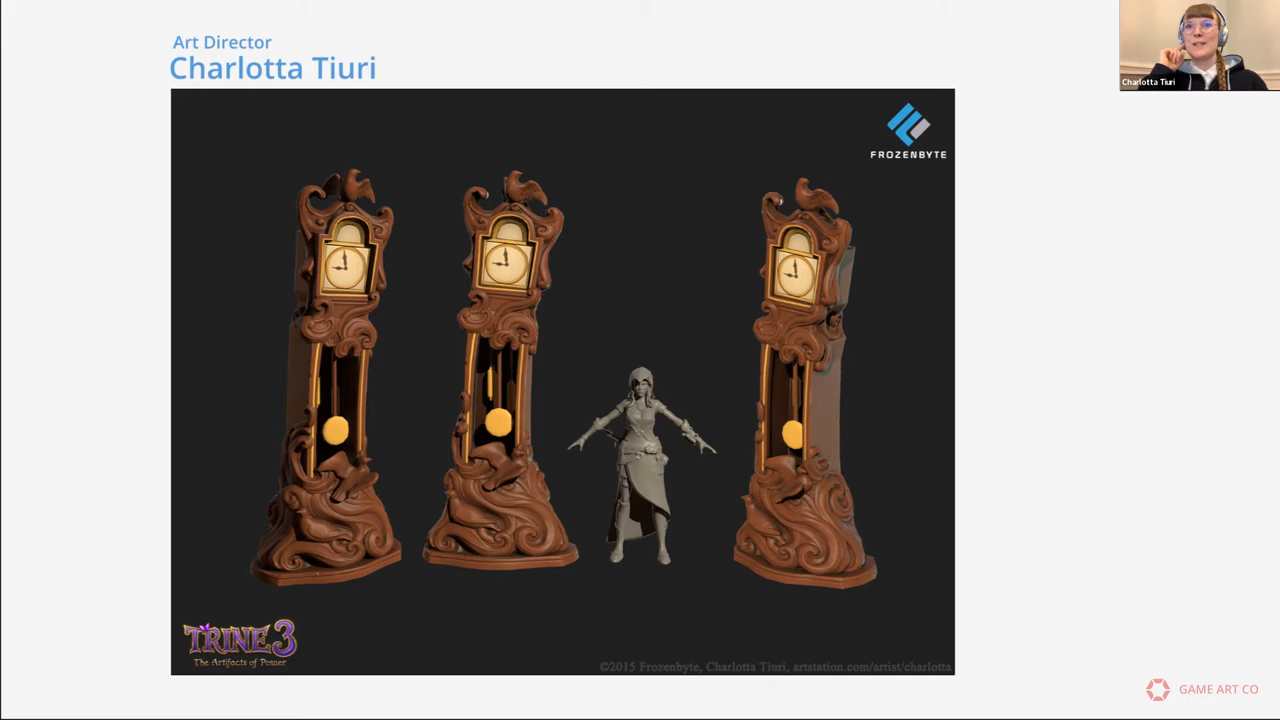 Art Director
Charlotta Tiuri
Charlotta Tiuri
FROZENBYTE
TRINE 3
The Artifacts of Power
©2015 Frozenbyte, Charlotta Tiuri, artstation.com/artist/charlotta
GAME ART CO